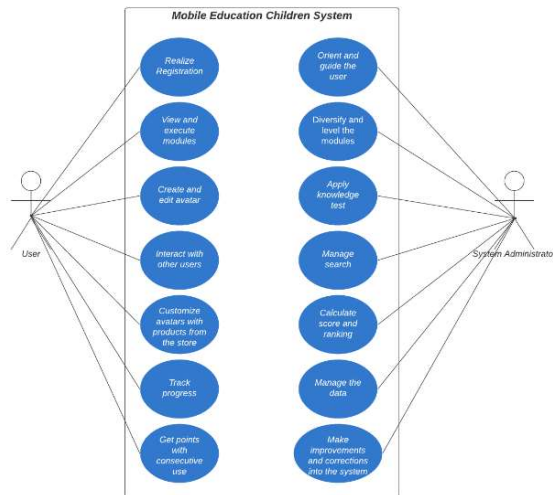 Mobile Education Children System
Realize
Registration
Orient and
guide the
user
View and
execute
modules
Diversify and
level the
modules
Create and
edit avatar
Apply
knowledge
test
User
Interact with
other users
Manage
search
System Administrato
Customize
avatars with
products from
the store
Calculate
score and
ranking
Track
progress
Manage the
data
Get points
with
consecutive
use
Make
improvements
and corrections
into the system